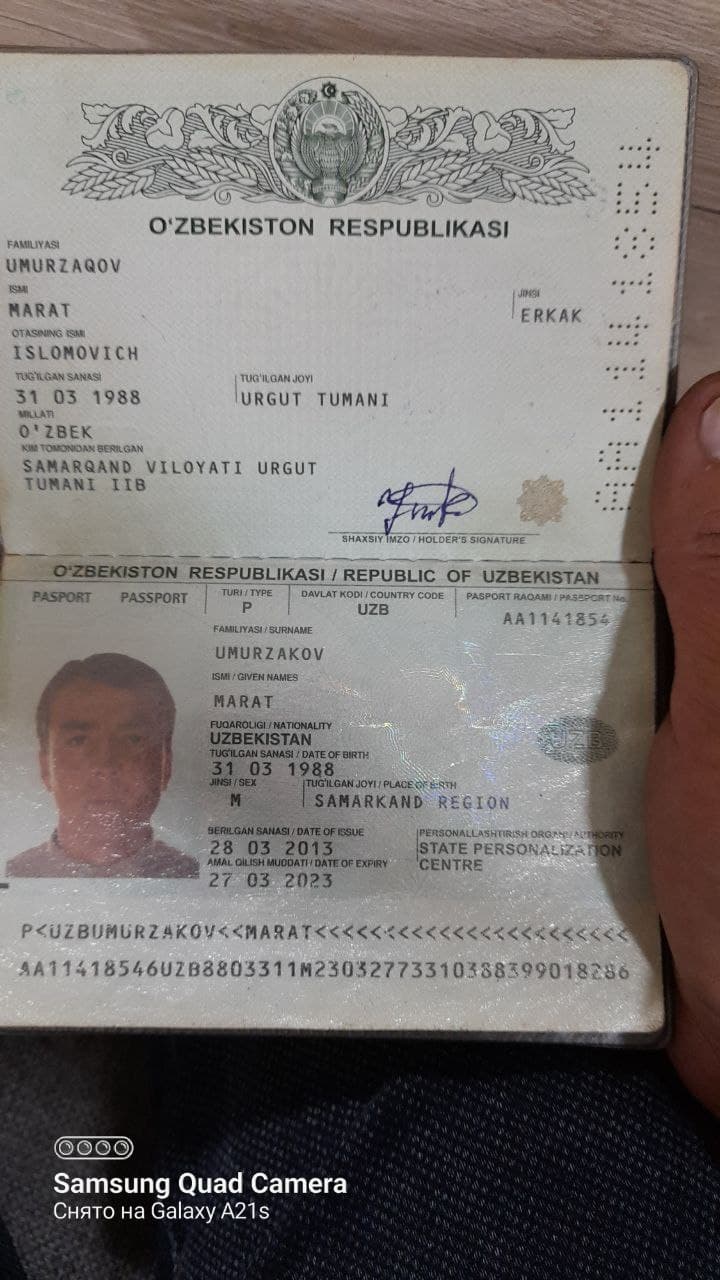 O'ZBEKISTON RESPUBLIKASI
FAMILIYASI
UMURZAQOV
ISMI
MARAT
JINSI
ERKAK
OTASINING ISMI
ISLOMOVICH
TUG'ILGAN SANASI
31 03 1988
TUG'ILGAN JOYI
URGUT TUMANI
MILLATI
O'ZBEK
KIM TOMONIDAN BERILGAN
SAMARQAND VILOYATI URGUT
TUMANI IIB
SHAXSIY IMZO / HOLDER'S SIGNATURE
AA1141854
O'ZBEKISTON RESPUBLIKASI / REPUBLIC OF UZBEKISTAN
PASPORT PASSPORT
TURI / TYPE
P
DAVLAT KODI / COUNTRY CODE
UZB
PASPORT RAQAMI / PASSPORT No.
AA1141854
FAMILIYASI / SURNAME
UMURZAKOV
ISMI / GIVEN NAMES
MARAT
FUQAROLIGI / NATIONALITY
UZBEKISTAN
UZB
TUG'ILGAN SANASI / DATE OF BIRTH
31 03 1988
JINSI / SEX
M
TUG'ILGAN JOYI / PLACE OF BIRTH
SAMARKAND REGION
BERILGAN SANASI / DATE OF ISSUE
28 03 2013
PERSONALLASHTIRISH ORGANI / AUTHORITY
STATE PERSONALIZATION
CENTRE
AMAL QILISH MUDDATI / DATE OF EXPIRY
27 03 2023
P<UZBUMURZAKOV<<MARAT<<<<<<<<<<<<<<<<<<<<<<<
AA11418546UZB8803311M23032773310388399018286
Samsung Quad Camera
Снято на Galaxy A21s